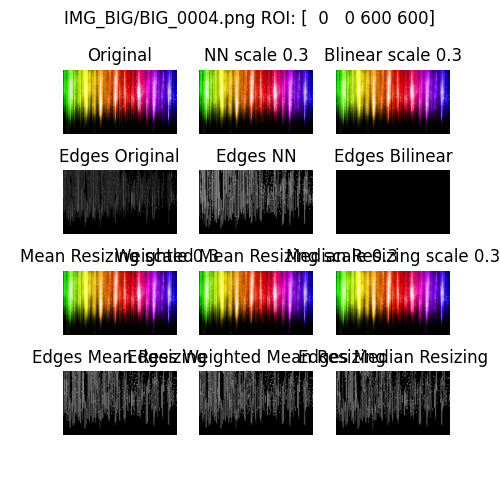 IMG_BIG/BIG_0004.png ROI: [  0   0 600 600]
Original NN scale 0.3 Blinear scale 0.3
Edges Original Edges NN Edges Bilinear
Mean Resizing scale 0.3 Weighted Mean Resizing scale 0.3 Median Resizing scale 0.3
Edges Mean Resizing Edges Weighted Mean Resizing Edges Median Resizing